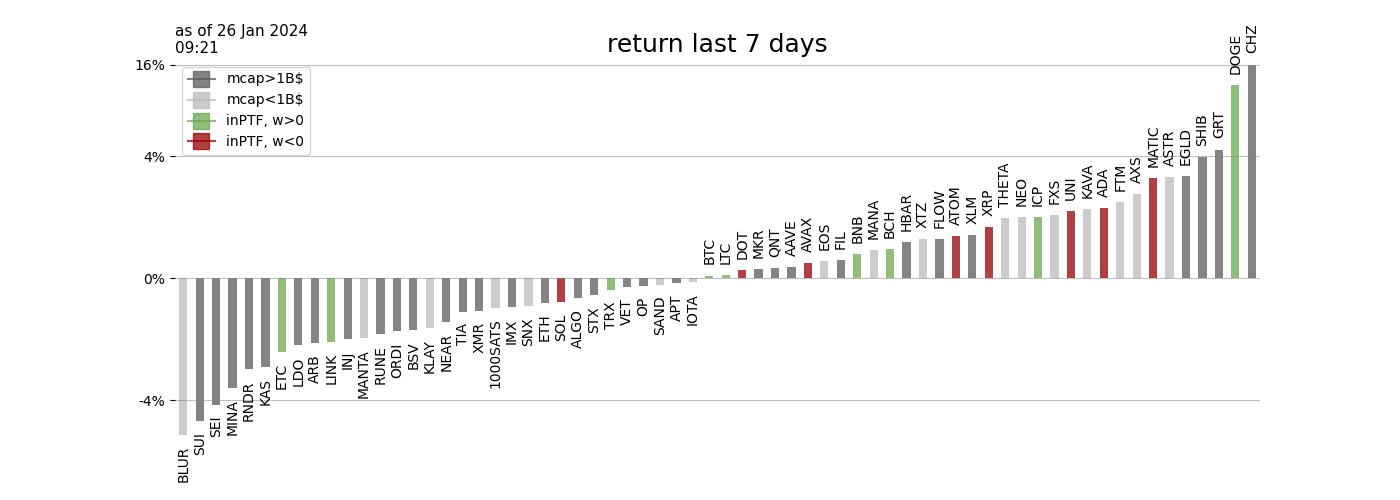 as of 26 Jan 2024
09:21
return last 7 days
16%
4%
0%
-4%
mcap>1B$
mcap<1B$
inPTF, w>0
inPTF, w<0
BLUR
SUI
SEI
MINA
RNDR
KAS
ETC
LDO
ARB
LINK
INJ
MANTA
RUNE
ORDI
BSV
KLAY
NEAR
TIA
XMR
1000SATS
IMX
SNX
ETH
SOL
ALGO
STX
TRX
VET
OP
SAND
APT
IOTA
BTC
LTC
DOT
MKR
QNT
AAVE
AVAX
EOS
FIL
BNB
MANA
BCH
HBAR
XTZ
FLOW
ATOM
XLM
XRP
THETA
NEO
ICP
FXS
UNI
KAVA
ADA
FTM
AXS
MATIC
ASTR
EGLD
SHIB
GRT
DOGE
CHZ